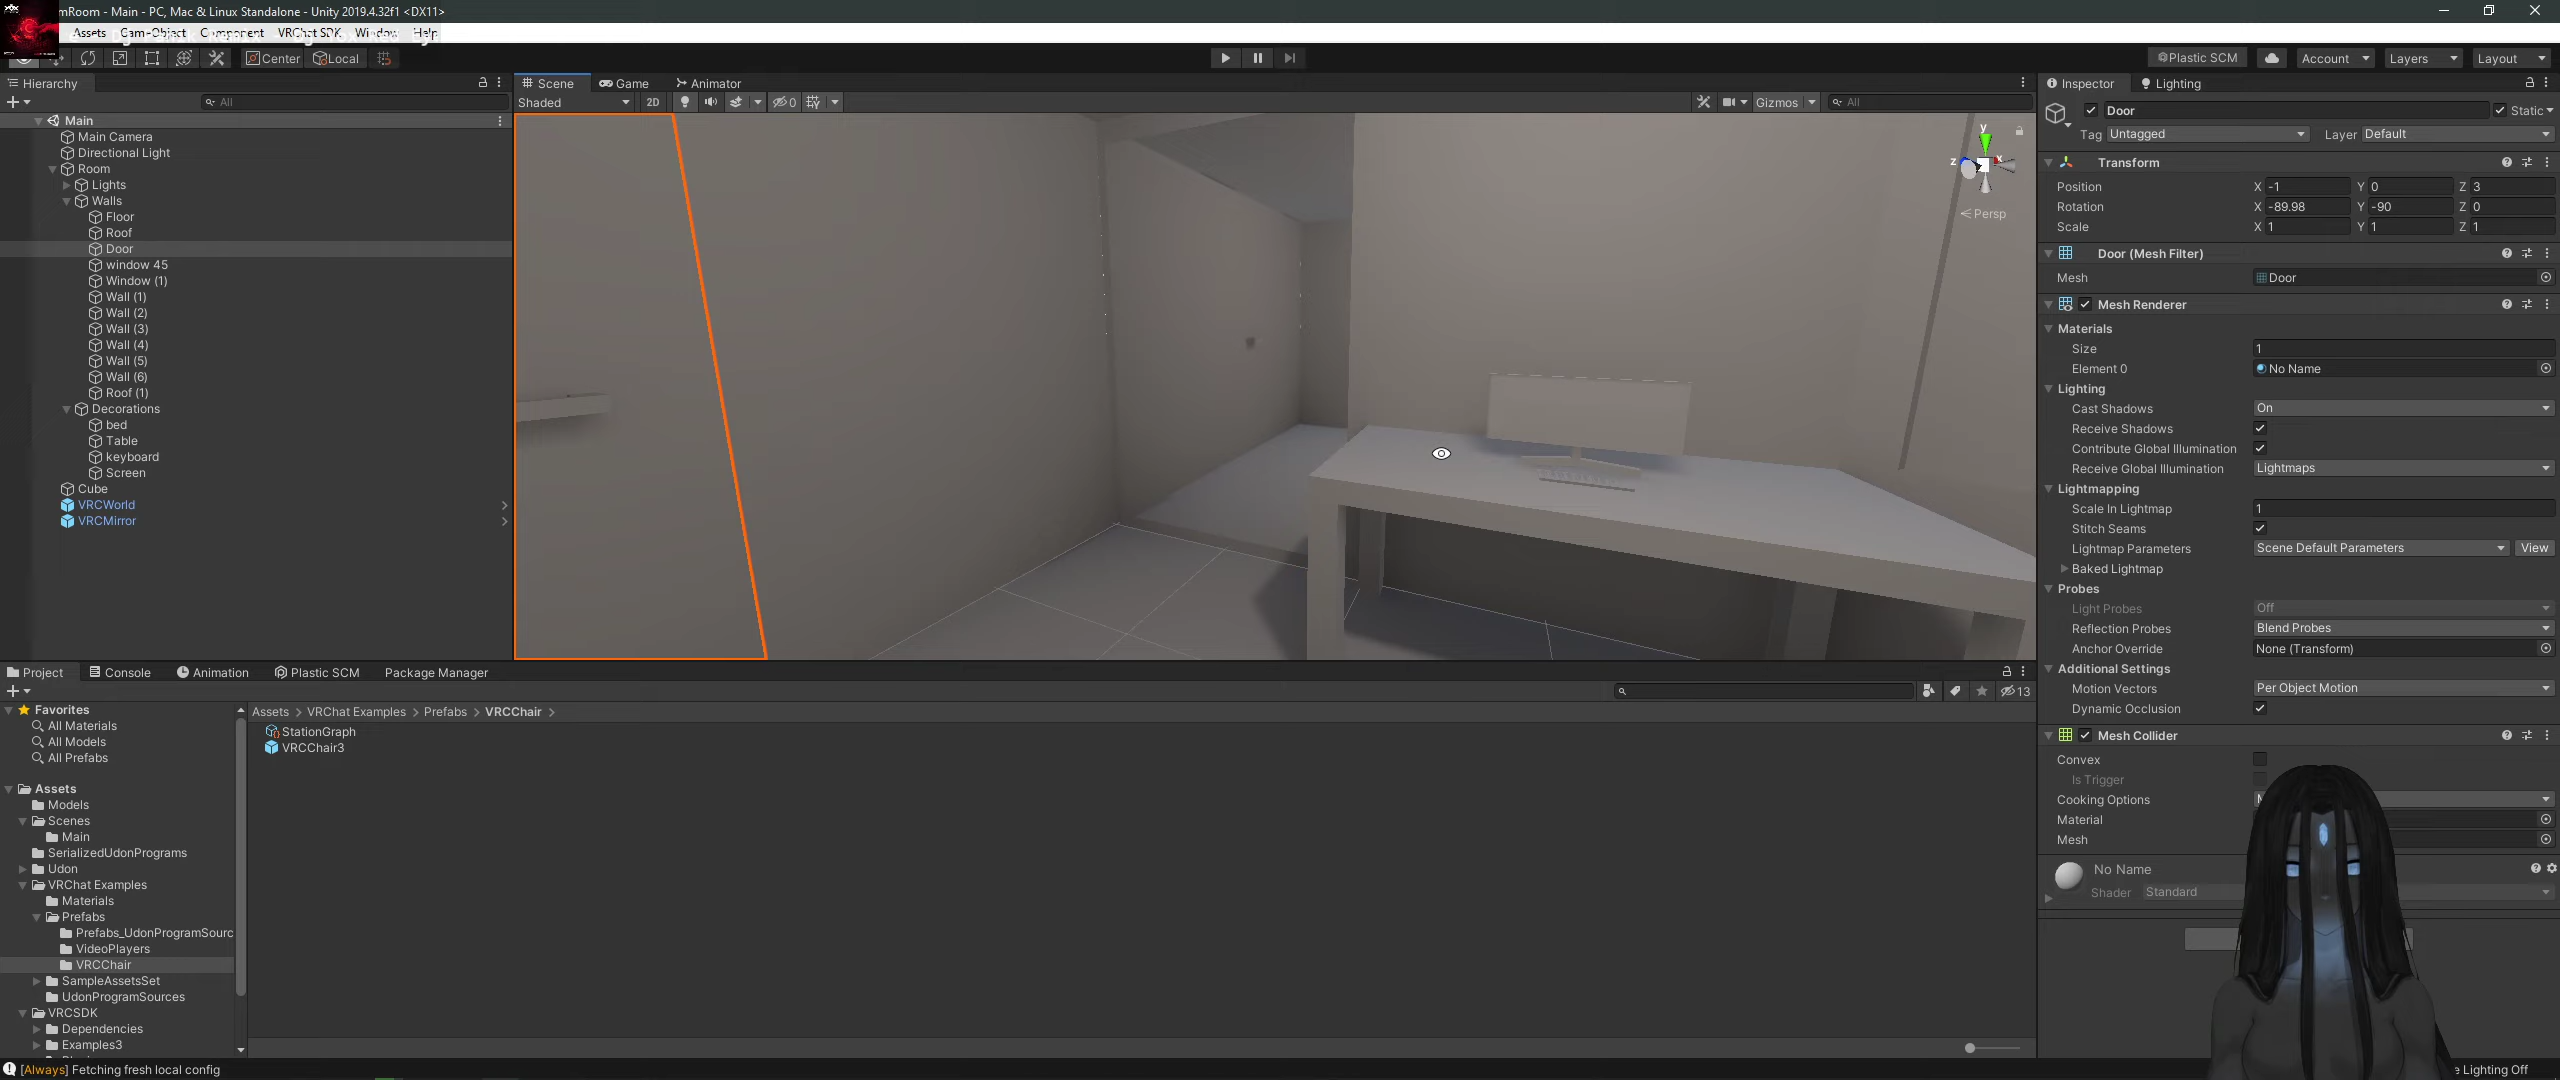 mRoom - Main - PC, Mac & Linux Standalone - Unity 2019.4.32f1 <DX11>
Assets GameObject Component VRChat SDK Window Help
Center Local Plastic SCM Account Layers Layout
Hierarchy
All
Main
Main Camera
Directional Light
Room
Lights
Walls
Floor
Roof
Door
window 45
Window (1)
Wall (1)
Wall (2)
Wall (3)
Wall (4)
Wall (5)
Wall (6)
Roof (1)
Decorations
bed
Table
keyboard
Screen
Cube
VRCWorld
VRCMirror
Scene Game Animator
Shaded 2D 0 Gizmos All
y
z x
Persp
Inspector Lighting
Door Static
Tag Untagged Layer Default
Transform
Position X -1 Y 0 Z 3
Rotation X -89.98 Y -90 Z 0
Scale X 1 Y 1 Z 1
Door (Mesh Filter)
Mesh Door
Mesh Renderer
Materials
Size 1
Element 0 No Name
Lighting
Cast Shadows On
Receive Shadows
Contribute Global Illumination
Receive Global Illumination Lightmaps
Lightmapping
Scale In Lightmap 1
Stitch Seams
Lightmap Parameters Scene Default Parameters View
Baked Lightmap
Probes
Light Probes Off
Reflection Probes Blend Probes
Anchor Override None (Transform)
Additional Settings
Motion Vectors Per Object Motion
Dynamic Occlusion
Mesh Collider
Convex
Is Trigger
Cooking Options
Material
Mesh
No Name
Shader Standard
Project Console Animation Plastic SCM Package Manager
13
Favorites
All Materials
All Models
All Prefabs
Assets
Models
Scenes
Main
SerializedUdonPrograms
Udon
VRChat Examples
Materials
Prefabs
Prefabs_UdonProgramSourc
VideoPlayers
VRCChair
SampleAssetsSet
UdonProgramSources
VRCSDK
Dependencies
Examples3
Assets > VRChat Examples > Prefabs > VRCChair >
StationGraph
VRCChair3
[Always] Fetching fresh local config
e Lighting Off